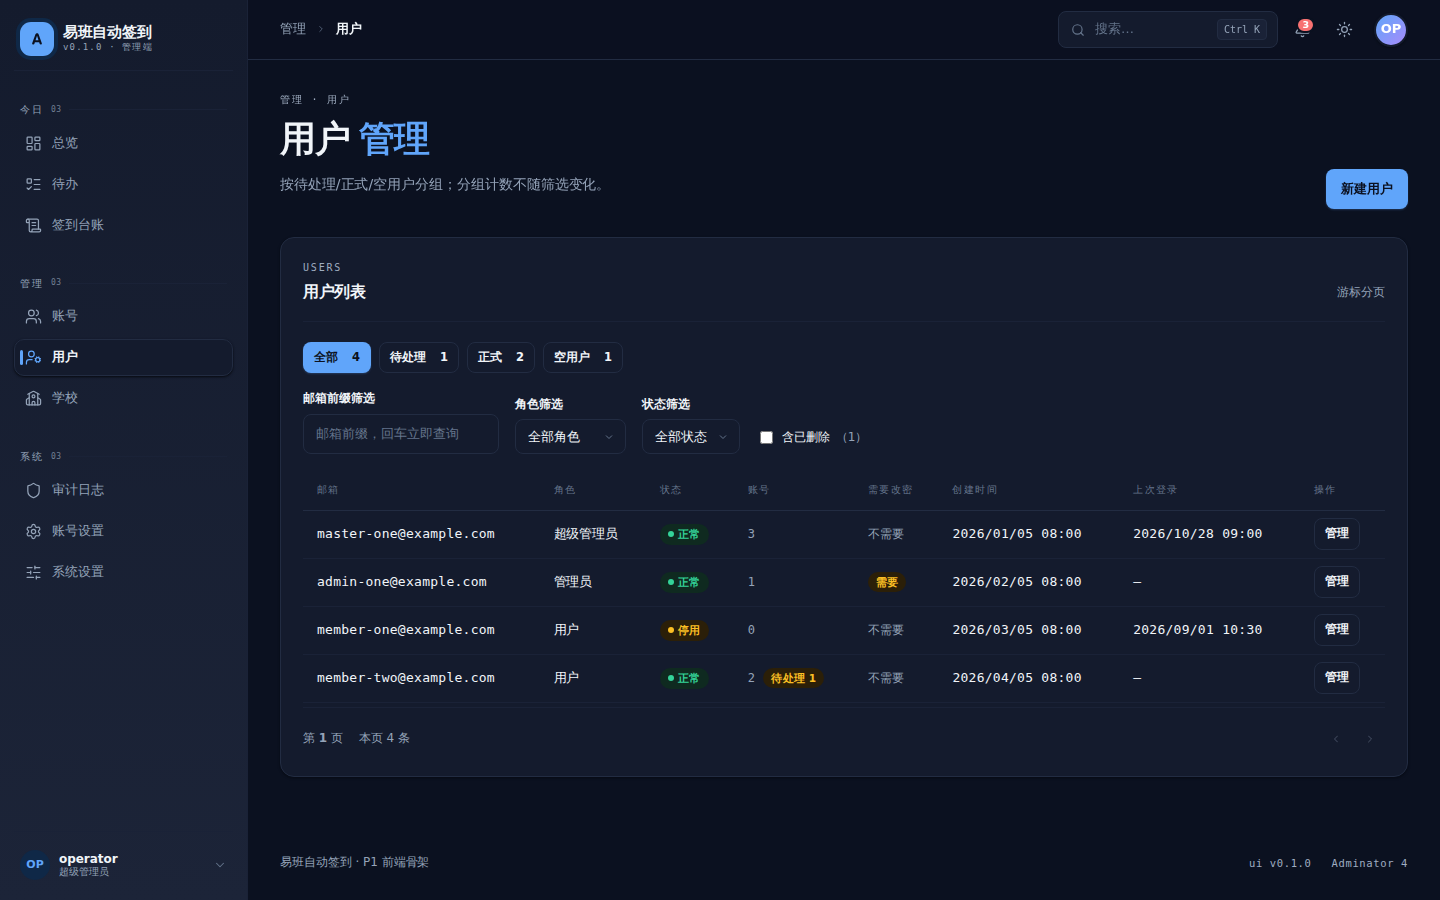 A
易班自动签到
v0.1.0 · 管理端
今日 03
总览
待办
签到台账
管理 03
账号
用户
学校
系统 03
审计日志
账号设置
系统设置
OP
operator
超级管理员
管理 › 用户
搜索… Ctrl K
3
OP
管理 · 用户
用户 管理
按待处理/正式/空用户分组；分组计数不随筛选变化。
新建用户
USERS
用户列表
游标分页
全部 4 待处理 1 正式 2 空用户 1
邮箱前缀筛选 角色筛选 状态筛选
邮箱前缀，回车立即查询 全部角色 全部状态 含已删除 （1）
邮箱 角色 状态 账号 需要改密 创建时间 上次登录 操作
master-one@example.com 超级管理员 正常 3 不需要 2026/01/05 08:00 2026/10/28 09:00 管理
admin-one@example.com 管理员 正常 1 需要 2026/02/05 08:00 — 管理
member-one@example.com 用户 停用 0 不需要 2026/03/05 08:00 2026/09/01 10:30 管理
member-two@example.com 用户 正常 2 待处理 1 不需要 2026/04/05 08:00 — 管理
第 1 页 本页 4 条
易班自动签到 · P1 前端骨架
ui v0.1.0 Adminator 4